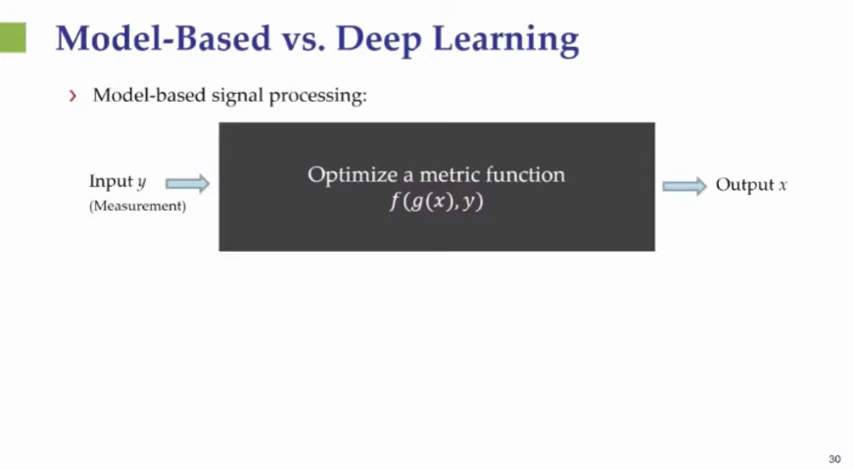 Model-Based vs. Deep Learning
› Model-based signal processing:
Input y
(Measurement)
Optimize a metric function
f(g(x), y)
Output x
30